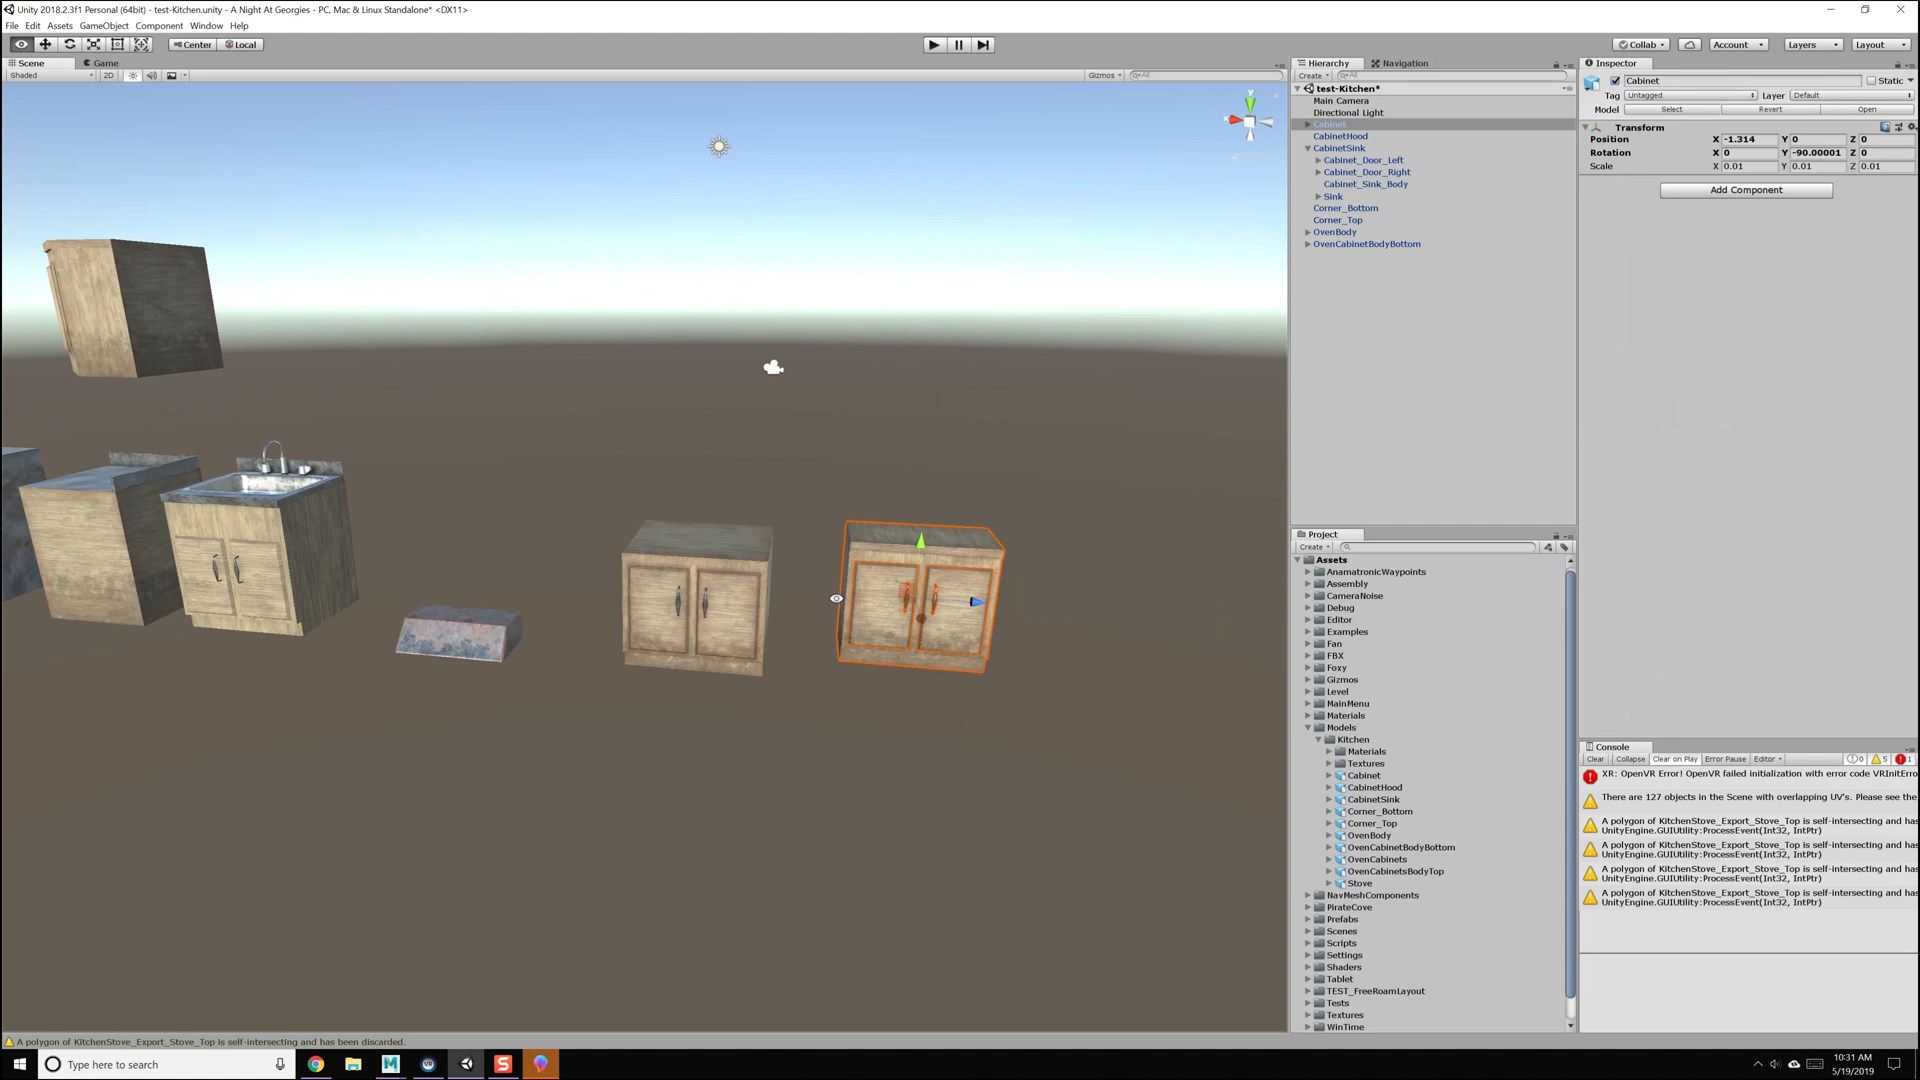 Unity 2018.2.3f1 Personal (64bit) - test-Kitchen.unity - A Night At Georgies - PC, Mac & Linux Standalone* <DX11>
File Edit Assets GameObject Component Window Help
Center Local
Collab Account Layers Layout
Scene Game
Shaded 2D Gizmos All
y
x
Hierarchy Navigation
Create All
test-Kitchen*
Main Camera
Directional Light
Cabinet
CabinetHood
CabinetSink
Cabinet_Door_Left
Cabinet_Door_Right
Cabinet_Sink_Body
Sink
Corner_Bottom
Corner_Top
OvenBody
OvenCabinetBodyBottom
Project
Create
Assets
AnamatronicWaypoints
Assembly
CameraNoise
Debug
Editor
Examples
Fan
FBX
Foxy
Gizmos
Level
MainMenu
Materials
Models
Kitchen
Materials
Textures
Cabinet
CabinetHood
CabinetSink
Corner_Bottom
Corner_Top
OvenBody
OvenCabinetBodyBottom
OvenCabinets
OvenCabinetsBodyTop
Stove
NavMeshComponents
PirateCove
Prefabs
Scenes
Scripts
Settings
Shaders
Tablet
TEST_FreeRoamLayout
Tests
Textures
WinTime
Inspector
Cabinet Static
Tag Untagged Layer Default
Model Select Revert Open
Transform
Position X -1.314 Y 0 Z 0
Rotation X 0 Y -90.00001 Z 0
Scale X 0.01 Y 0.01 Z 0.01
Add Component
Console
Clear Collapse Clear on Play Error Pause Editor 0 5 1
XR: OpenVR Error! OpenVR failed initialization with error code VRInitErro
There are 127 objects in the Scene with overlapping UV's. Please see the
A polygon of KitchenStove_Export_Stove_Top is self-intersecting and has
UnityEngine.GUIUtility:ProcessEvent(Int32, IntPtr)
A polygon of KitchenStove_Export_Stove_Top is self-intersecting and has
UnityEngine.GUIUtility:ProcessEvent(Int32, IntPtr)
A polygon of KitchenStove_Export_Stove_Top is self-intersecting and has
UnityEngine.GUIUtility:ProcessEvent(Int32, IntPtr)
A polygon of KitchenStove_Export_Stove_Top is self-intersecting and has
UnityEngine.GUIUtility:ProcessEvent(Int32, IntPtr)
A polygon of KitchenStove_Export_Stove_Top is self-intersecting and has been discarded.
Type here to search
10:31 AM
5/19/2019